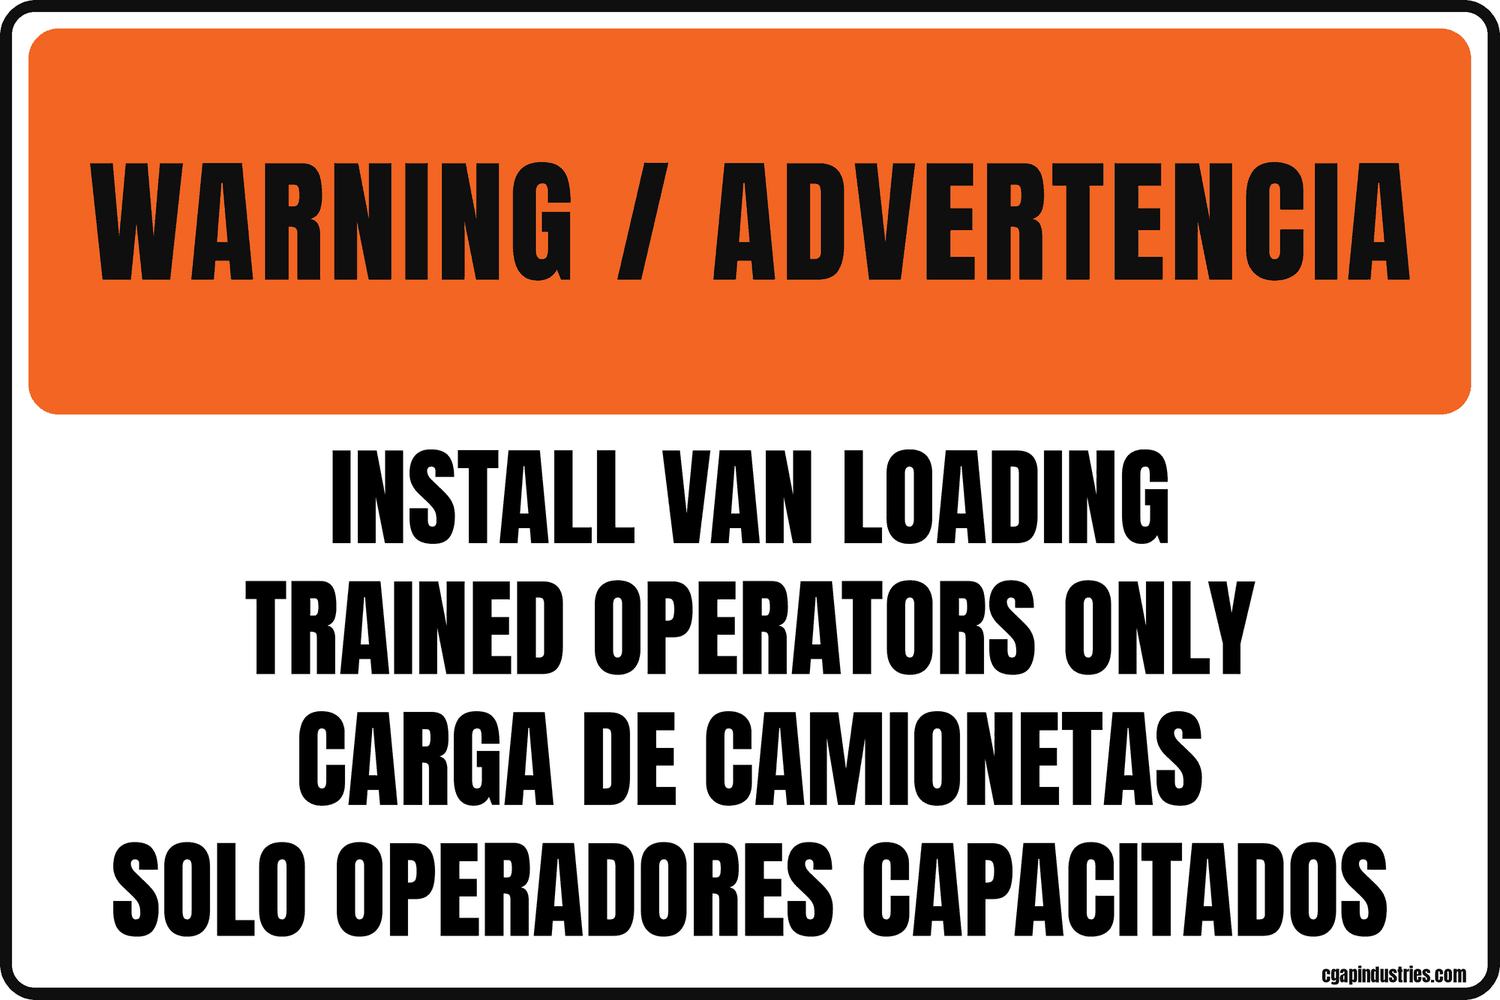 WARNING / ADVERTENCIA
INSTALL VAN LOADING
TRAINED OPERATORS ONLY
CARGA DE CAMIONETAS
SOLO OPERADORES CAPACITADOS
cgapindustries.com